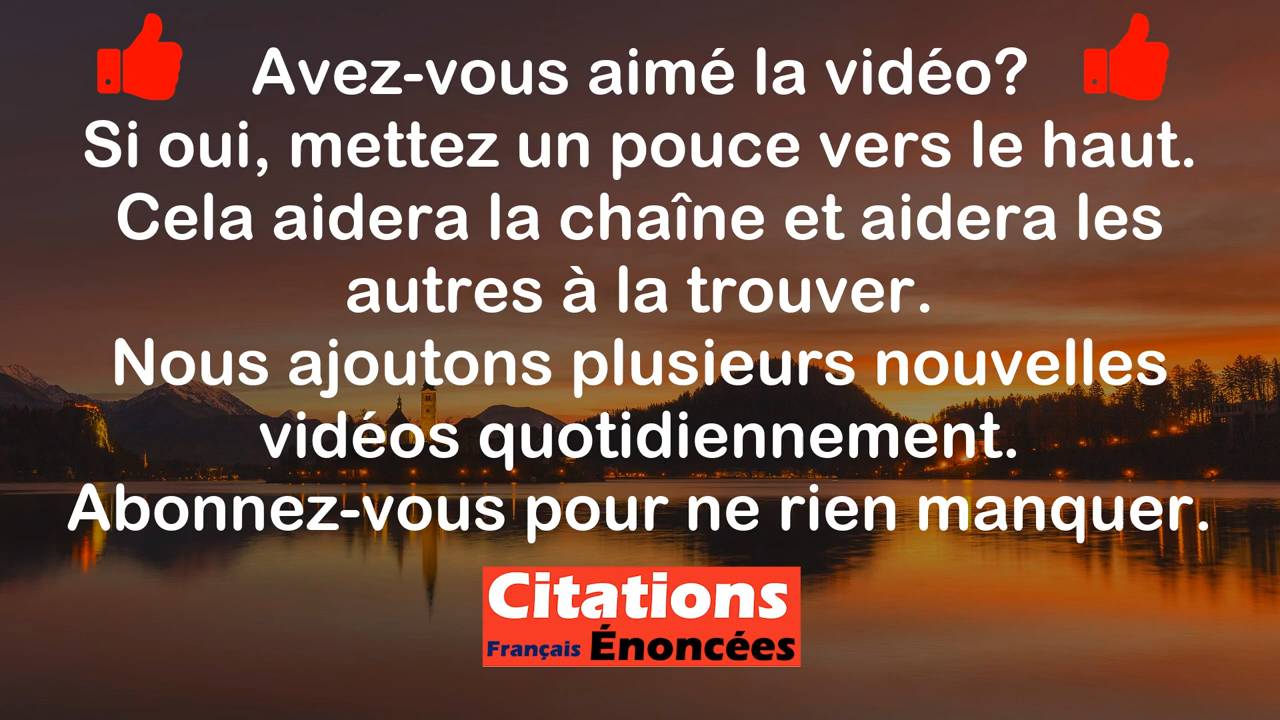 Avez-vous aimé la vidéo?
Si oui, mettez un pouce vers le haut.
Cela aidera la chaîne et aidera les
autres à la trouver.
Nous ajoutons plusieurs nouvelles
vidéos quotidiennement.
Abonnez-vous pour ne rien manquer.
Citations
Français Énoncées